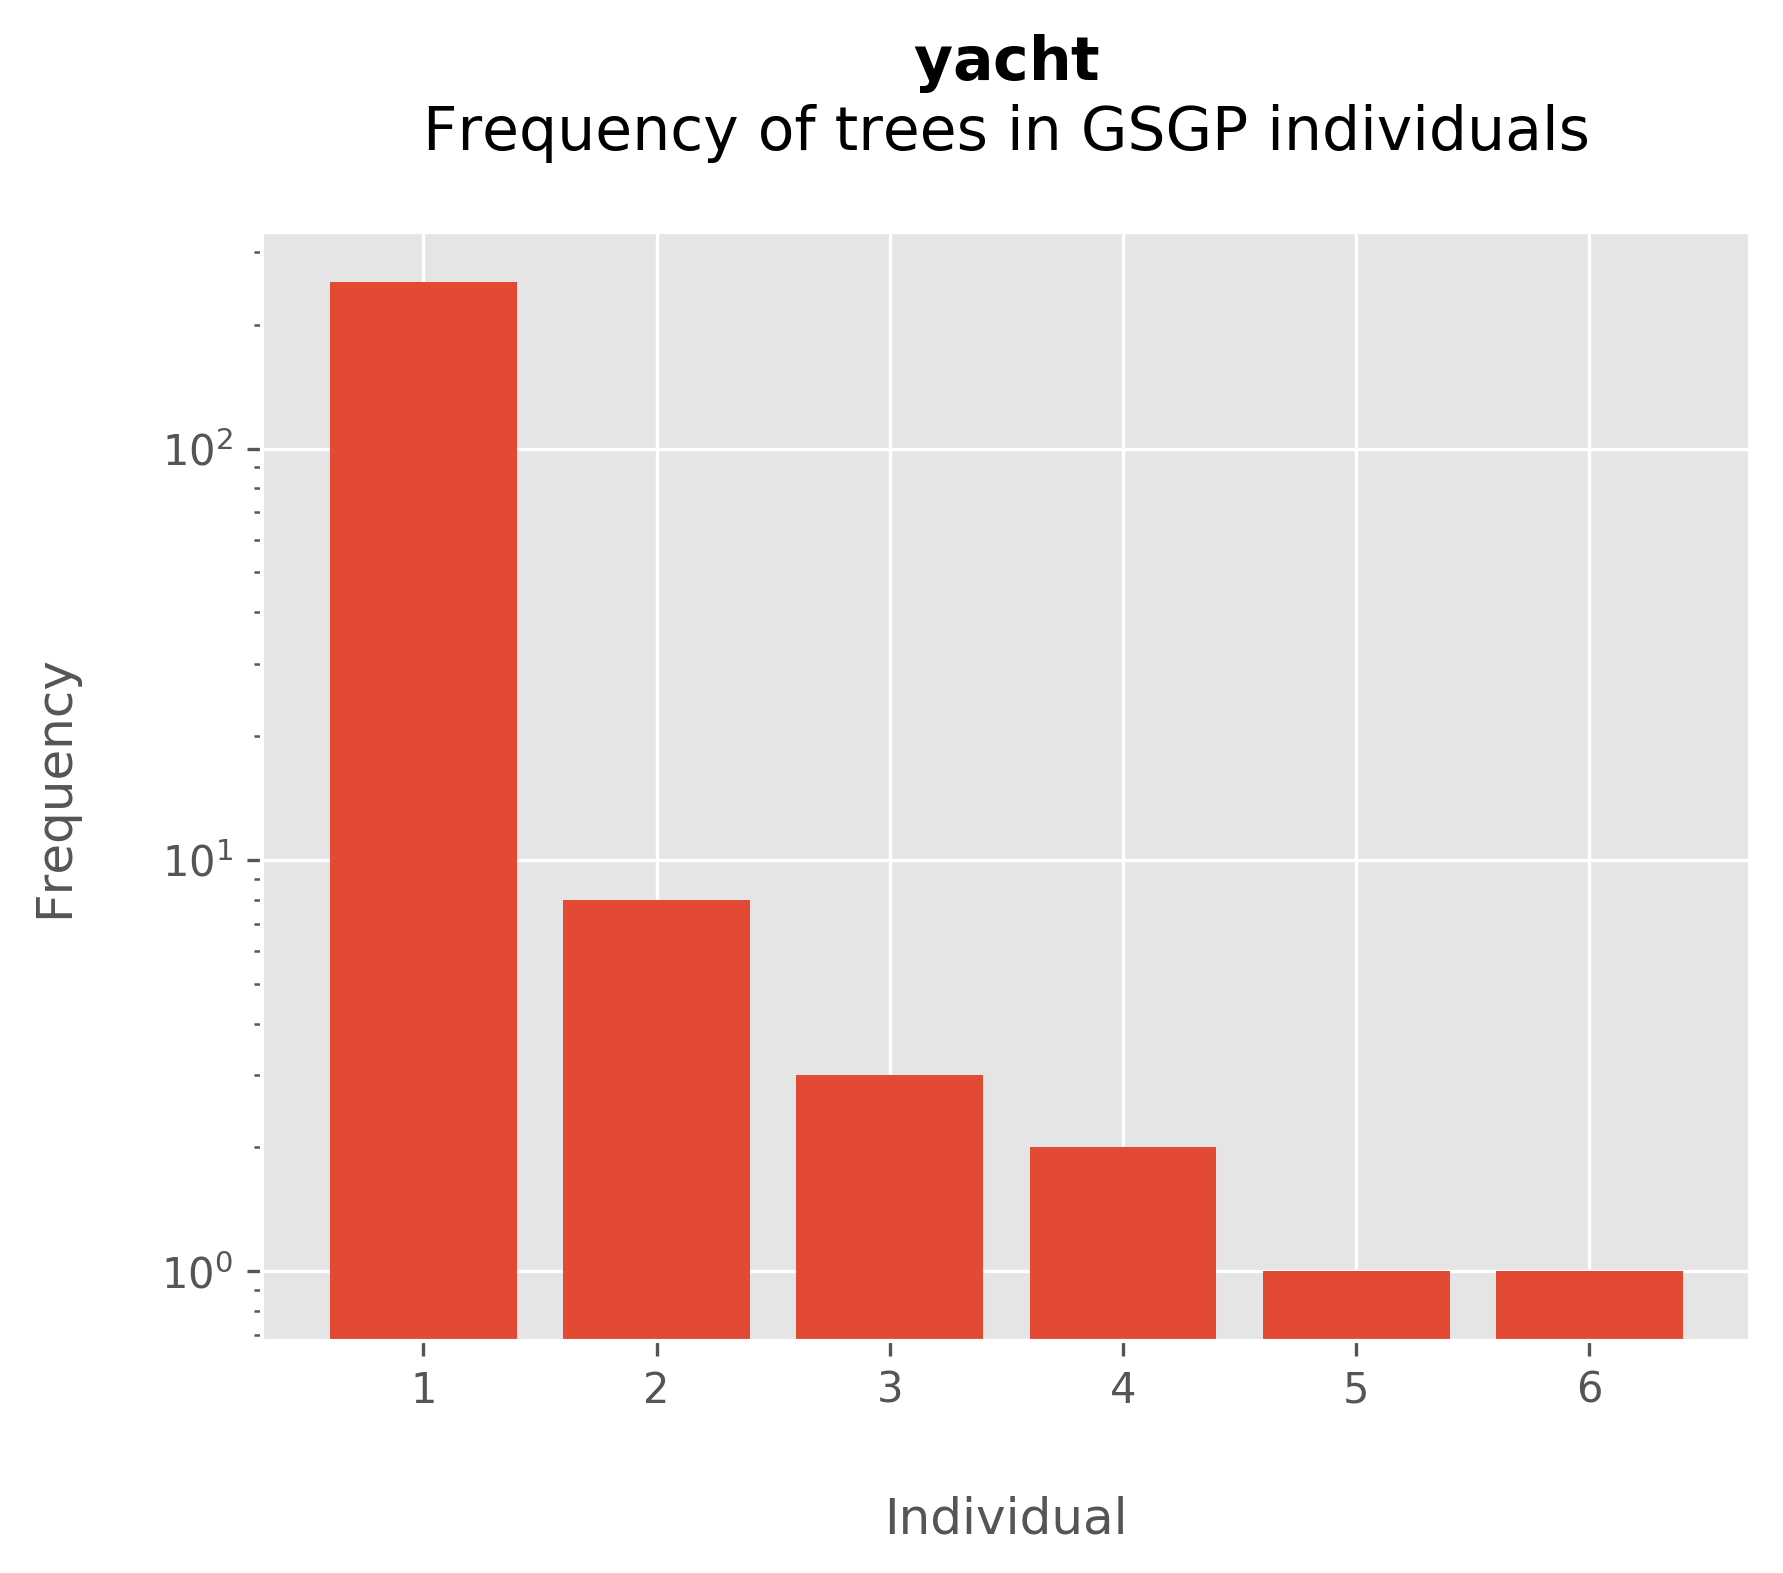 yacht
Frequency of trees in GSGP individuals
Frequency
10²
10¹
10⁰
1 2 3 4 5 6
Individual